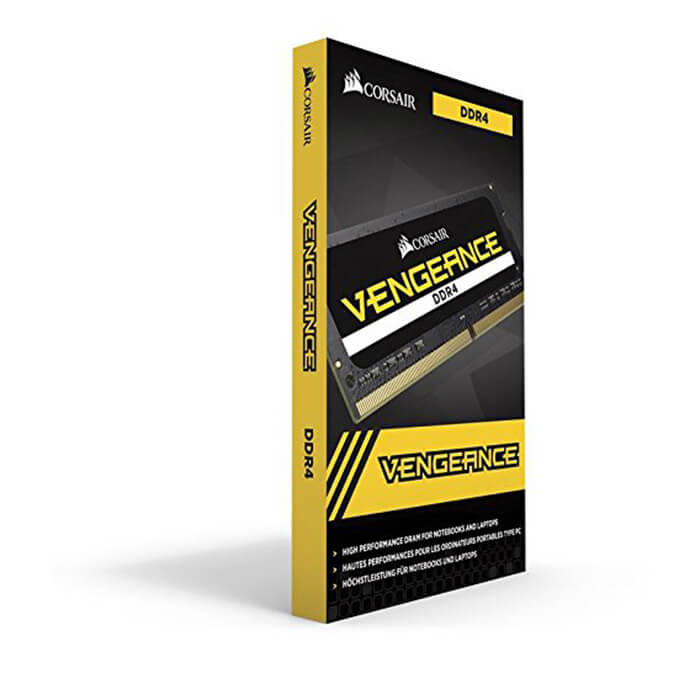 CORSAIR
VENGEANCE
DDR4
CORSAIR
DDR4
CORSAIR
VENGEANCE
DDR4
VENGEANCE
> HIGH PERFORMANCE DRAM FOR NOTEBOOKS AND LAPTOPS
> HAUTES PERFORMANCES POUR LES ORDINATEURS PORTABLES TYPE PC
> HÖCHSTLEISTUNG FÜR NOTEBOOKS UND LAPTOPS